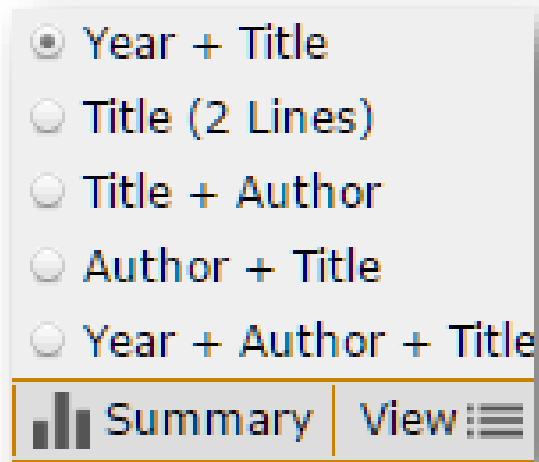 Year + Title
Title (2 Lines)
Title + Author
Author + Title
Year + Author + Title
Summary View